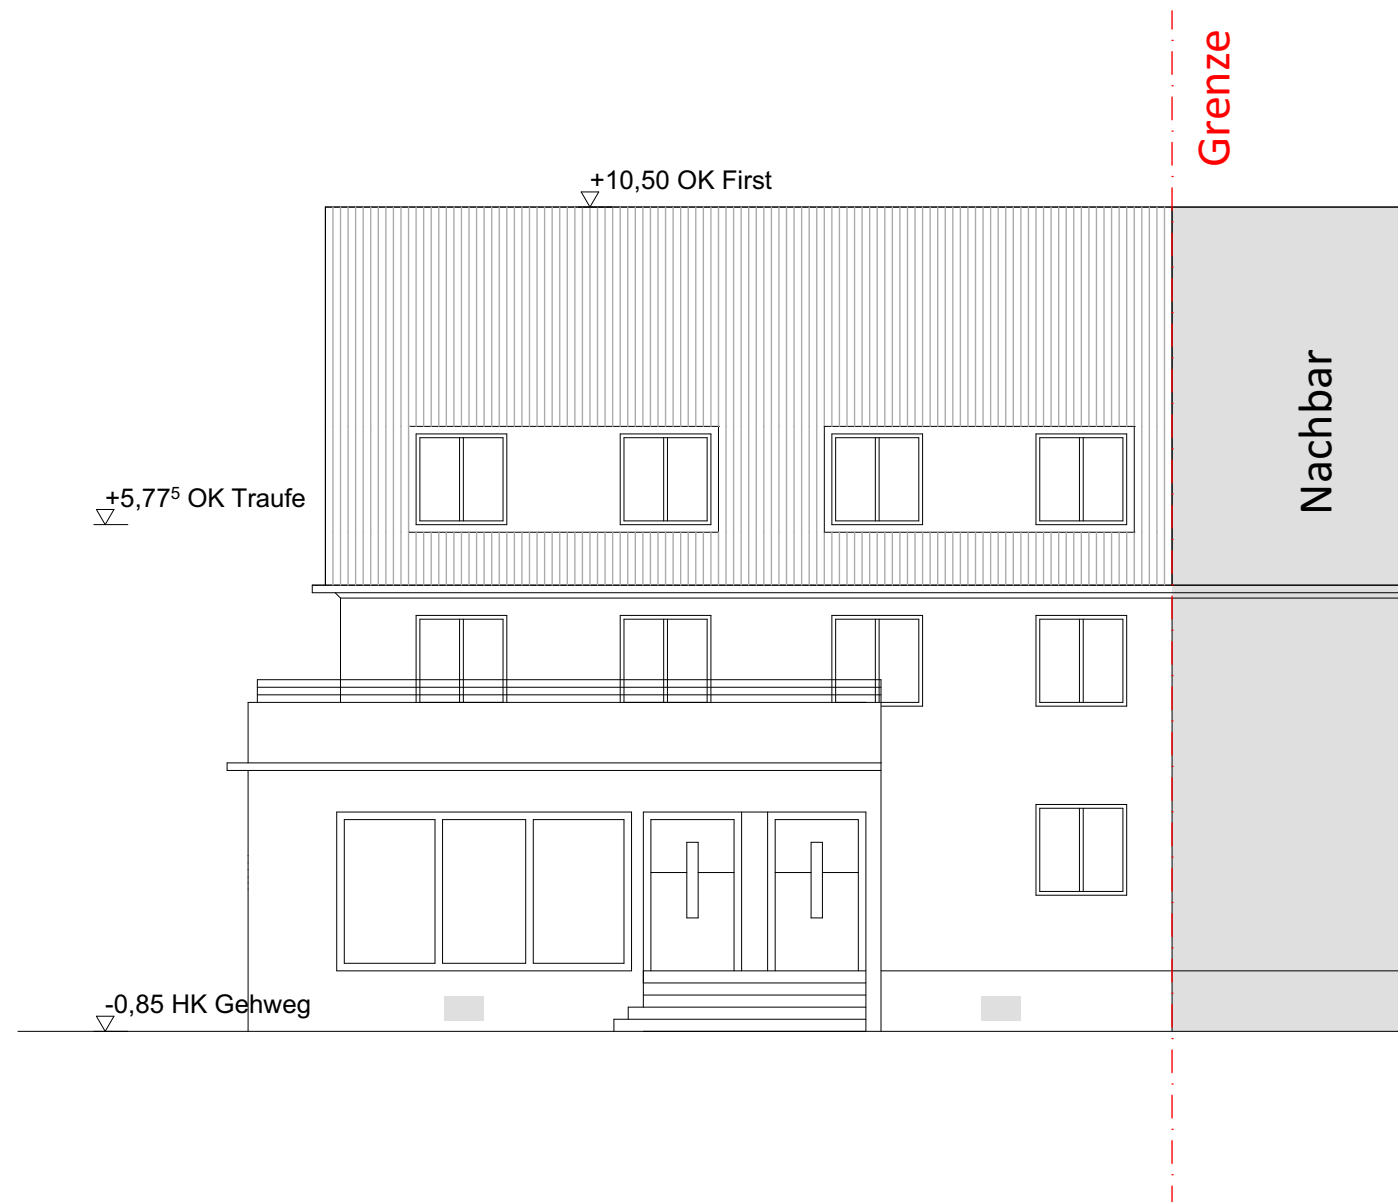 Grenze
+10,50 OK First
Nachbar
+5,77⁵ OK Traufe
-0,85 HK Gehweg